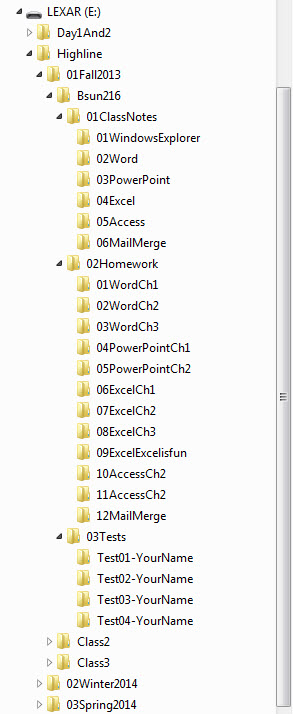 LEXAR (E:)
Day1And2
Highline
01Fall2013
Bsun216
01ClassNotes
01WindowsExplorer
02Word
03PowerPoint
04Excel
05Access
06MailMerge
02Homework
01WordCh1
02WordCh2
03WordCh3
04PowerPointCh1
05PowerPointCh2
06ExcelCh1
07ExcelCh2
08ExcelCh3
09ExcelExcelisfun
10AccessCh2
11AccessCh2
12MailMerge
03Tests
Test01-YourName
Test02-YourName
Test03-YourName
Test04-YourName
Class2
Class3
02Winter2014
03Spring2014